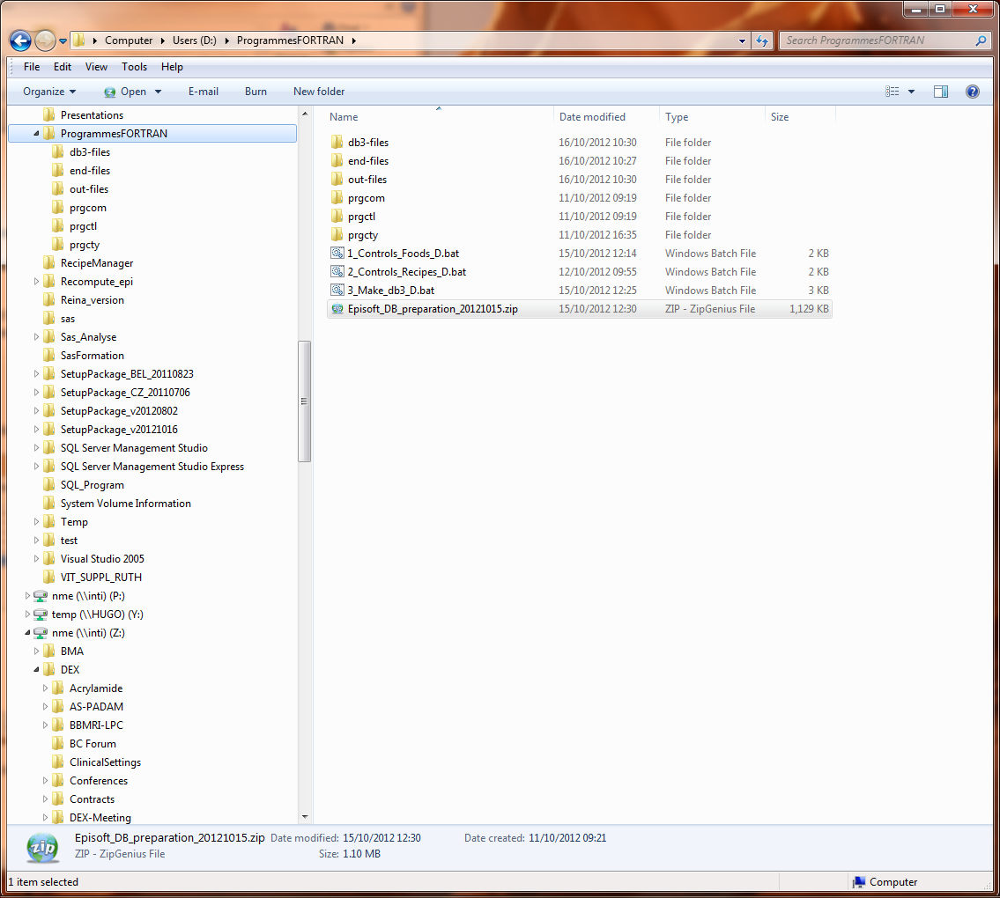 Computer Users (D:) ProgrammesFORTRAN
Search ProgrammesFORTRAN
File Edit View Tools Help
Organize Open E-mail Burn New folder
Presentations
ProgrammesFORTRAN
db3-files
end-files
out-files
prgcom
prgctl
prgcty
RecipeManager
Recompute_epi
Reina_version
sas
Sas_Analyse
SasFormation
SetupPackage_BEL_20110823
SetupPackage_CZ_20110706
SetupPackage_v20120802
SetupPackage_v20121016
SQL Server Management Studio
SQL Server Management Studio Express
SQL_Program
System Volume Information
Temp
test
Visual Studio 2005
VIT_SUPPL_RUTH
nme (\\inti) (P:)
temp (\\HUGO) (Y:)
nme (\\inti) (Z:)
BMA
DEX
Acrylamide
AS-PADAM
BBMRI-LPC
BC Forum
ClinicalSettings
Conferences
Contracts
DEX-Meeting
Name Date modified Type Size
db3-files 16/10/2012 10:30 File folder
end-files 16/10/2012 10:27 File folder
out-files 16/10/2012 10:30 File folder
prgcom 11/10/2012 09:19 File folder
prgctl 11/10/2012 09:19 File folder
prgcty 11/10/2012 16:35 File folder
1_Controls_Foods_D.bat 15/10/2012 12:14 Windows Batch File 2 KB
2_Controls_Recipes_D.bat 12/10/2012 09:55 Windows Batch File 2 KB
3_Make_db3_D.bat 15/10/2012 12:25 Windows Batch File 3 KB
Episoft_DB_preparation_20121015.zip 15/10/2012 12:30 ZIP - ZipGenius File 1,129 KB
zip
Episoft_DB_preparation_20121015.zip Date modified: 15/10/2012 12:30 Date created: 11/10/2012 09:21
ZIP - ZipGenius File Size: 1.10 MB
1 item selected Computer